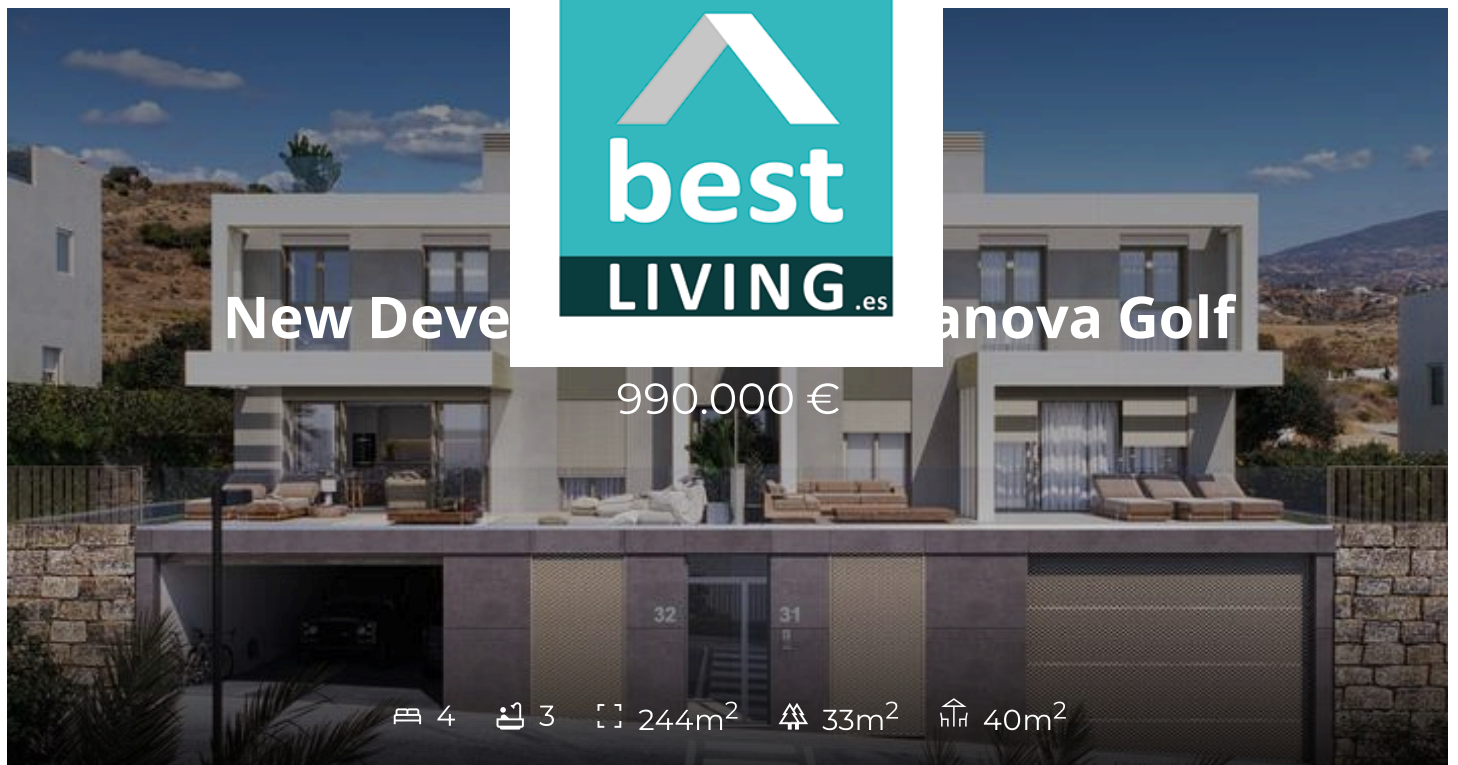 best
LIVING.es
New Deve anova Golf
990.000 €
32 31
4 3 244m² 33m² 40m²